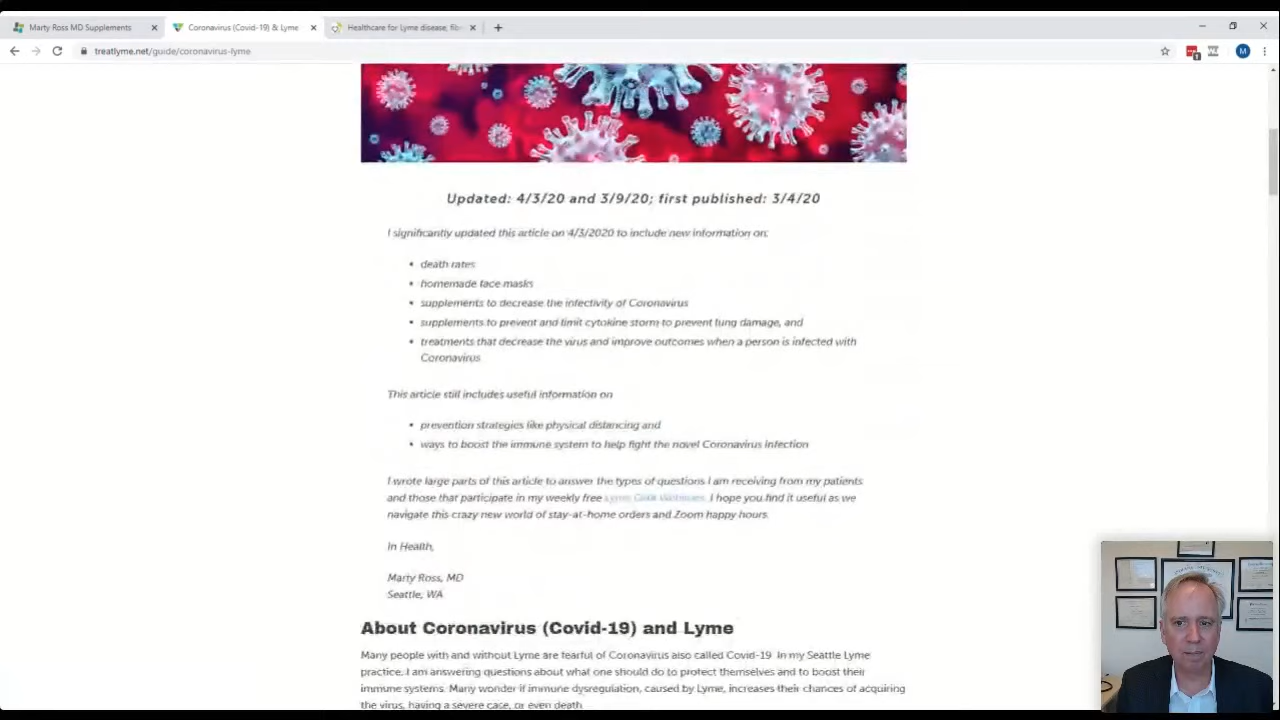 Marty Ross MD Supplements
Coronavirus (Covid-19) & Lyme
Healthcare for Lyme disease, fib
treatlyme.net/guide/coronavirus-lyme
M
1
Updated: 4/3/20 and 3/9/20; first published: 3/4/20
I significantly updated this article on 4/3/2020 to include new information on:
• death rates
• homemade face masks
• supplements to decrease the infectivity of Coronavirus
• supplements to prevent and limit cytokine storm to prevent lung damage, and
• treatments that decrease the virus and improve outcomes when a person is infected with
Coronavirus
This article still includes useful information on
• prevention strategies like physical distancing and
• ways to boost the immune system to help fight the novel Coronavirus infection
I wrote large parts of this article to answer the types of questions I am receiving from my patients
and those that participate in my weekly free Lyme Q&A Webinars. I hope you find it useful as we
navigate this crazy new world of stay-at-home orders and Zoom happy hours.
In Health,
Marty Ross, MD
Seattle, WA
About Coronavirus (Covid-19) and Lyme
Many people with and without Lyme are fearful of Coronavirus also called Covid-19. In my Seattle Lyme
practice, I am answering questions about what one should do to protect themselves and to boost their
immune systems. Many wonder if immune dysregulation, caused by Lyme, increases their chances of acquiring
the virus, having a severe case, or even death.